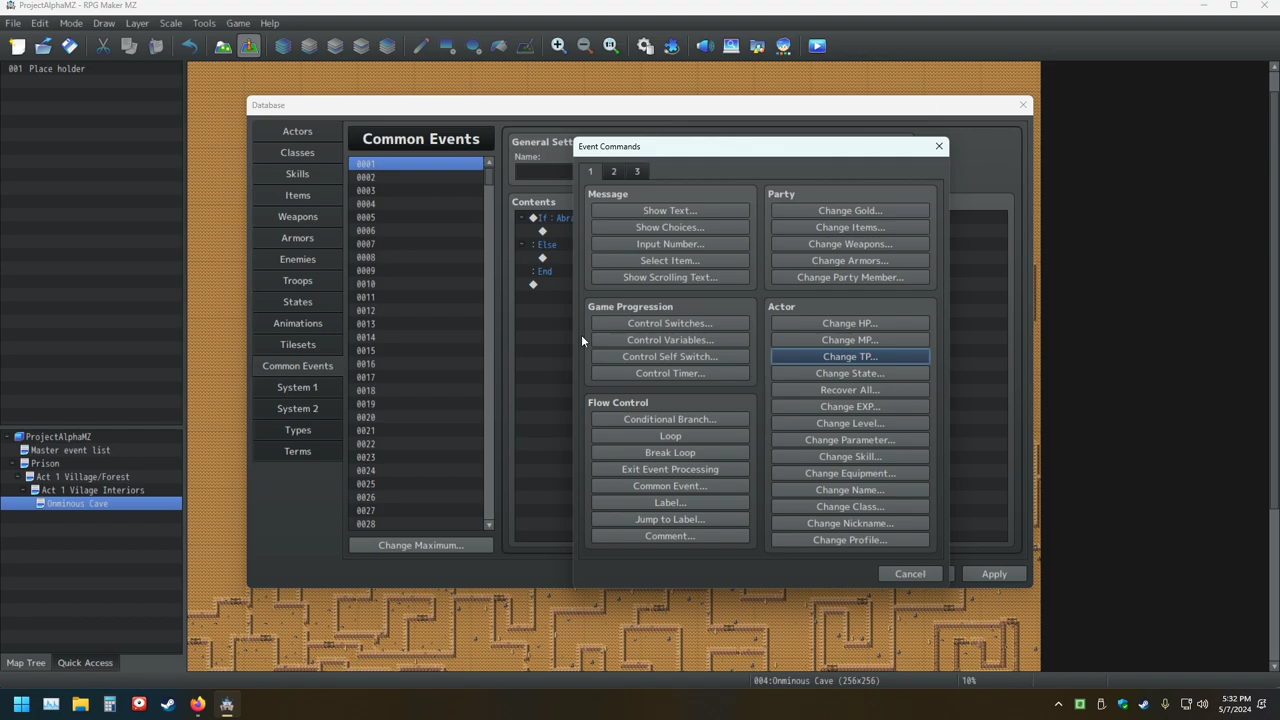 ProjectAlphaMZ - RPG Maker MZ
File Edit Mode Draw Layer Scale Tools Game Help
001 Place holder
Database
Actors
Classes
Skills
Items
Weapons
Armors
Enemies
Troops
States
Animations
Tilesets
Common Events
System 1
System 2
Types
Terms
Common Events
0001
0002
0003
0004
0005
0006
0007
0008
0009
0010
0011
0012
0013
0014
0015
0016
0017
0018
0019
0020
0021
0022
0023
0024
0025
0026
0027
0028
Change Maximum...
General Sett
Name:
Contents
If : Abra
: Else
: End
Event Commands
1 2 3
Message
Show Text...
Show Choices...
Input Number...
Select Item...
Show Scrolling Text...
Game Progression
Control Switches...
Control Variables...
Control Self Switch...
Control Timer...
Flow Control
Conditional Branch...
Loop
Break Loop
Exit Event Processing
Common Event...
Label...
Jump to Label...
Comment...
Party
Change Gold...
Change Items...
Change Weapons...
Change Armors...
Change Party Member...
Actor
Change HP...
Change MP...
Change TP...
Change State...
Recover All...
Change EXP...
Change Level...
Change Parameter...
Change Skill...
Change Equipment...
Change Name...
Change Class...
Change Nickname...
Change Profile...
Cancel
Apply
ProjectAlphaMZ
Master event list
Prison
Act 1 Village/Forest
Act 1 Vilage Interiors
Onminous Cave
Map Tree Quick Access
004:Onminous Cave (256x256) 10%
5:32 PM
5/7/2024